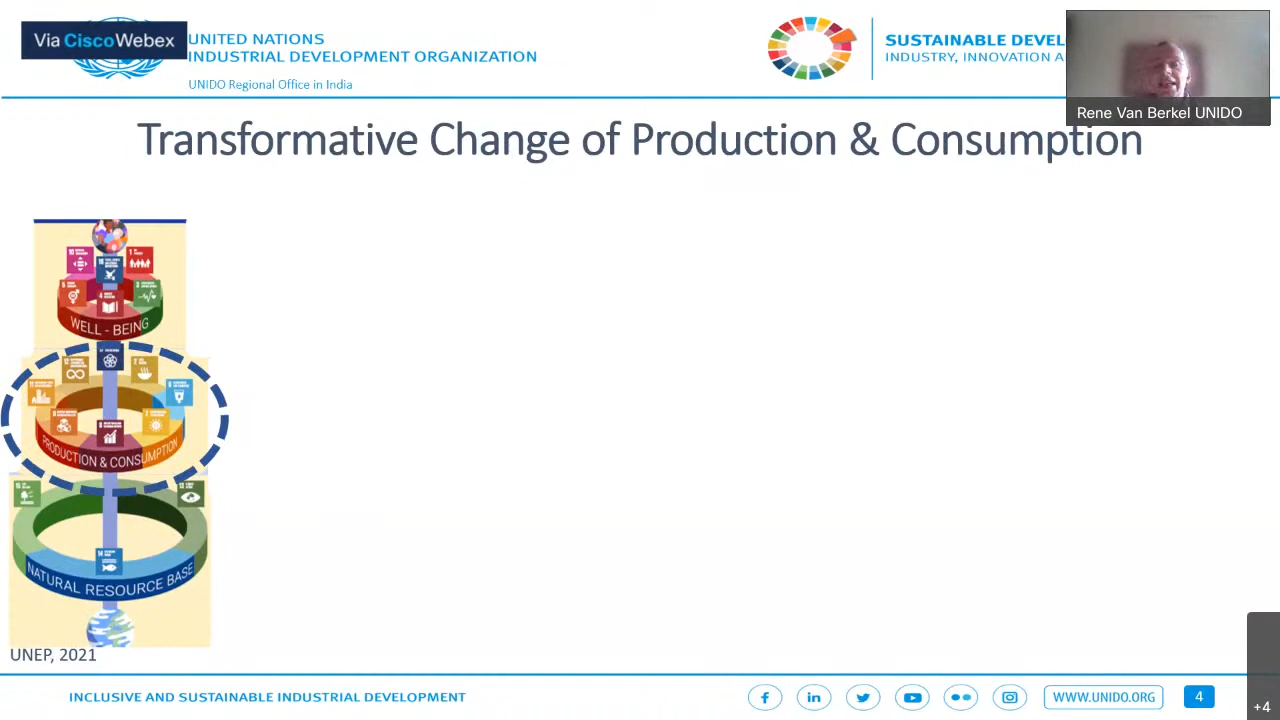 Via Cisco Webex
UNITED NATIONS
INDUSTRIAL DEVELOPMENT ORGANIZATION
UNIDO Regional Office in India
SUSTAINABLE DEVEL
INDUSTRY, INNOVATION A
Rene Van Berkel UNIDO
Transformative Change of Production & Consumption
WELL - BEING
PRODUCTION & CONSUMPTION
NATURAL RESOURCE BASE
UNEP, 2021
INCLUSIVE AND SUSTAINABLE INDUSTRIAL DEVELOPMENT
WWW.UNIDO.ORG
4
+4